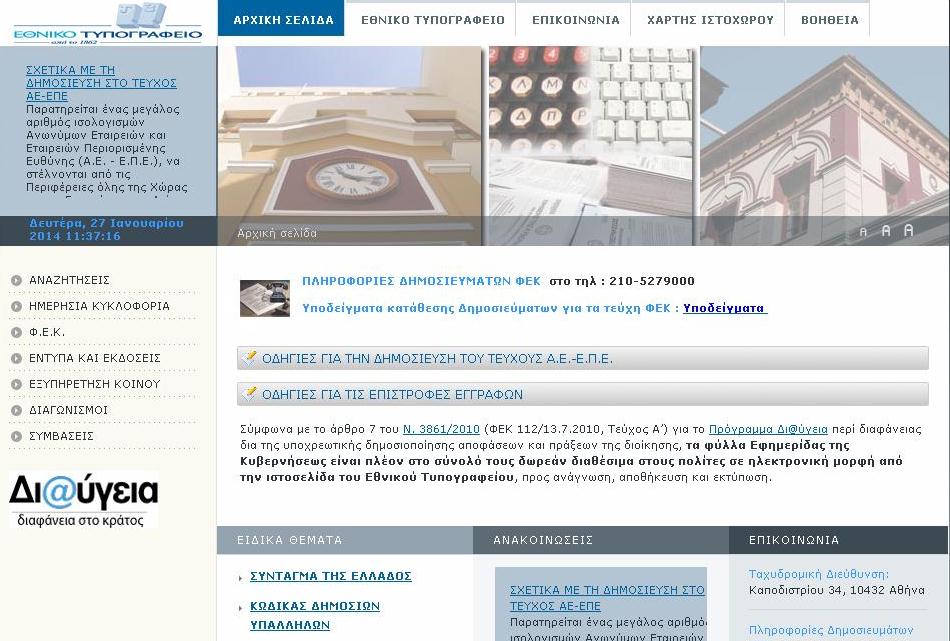 ΕΘΝΙΚΟ ΤΥΠΟΓΡΑΦΕΙΟ
από το 1862
ΑΡΧΙΚΗ ΣΕΛΙΔΑ
ΕΘΝΙΚΟ ΤΥΠΟΓΡΑΦΕΙΟ
ΕΠΙΚΟΙΝΩΝΙΑ
ΧΑΡΤΗΣ ΙΣΤΟΧΩΡΟΥ
ΒΟΗΘΕΙΑ
ΣΧΕΤΙΚΑ ΜΕ ΤΗ
ΔΗΜΟΣΙΕΥΣΗ ΣΤΟ ΤΕΥΧΟΣ
ΑΕ-ΕΠΕ
Παρατηρείται ένας μεγάλος
αριθμός ισολογισμών
Ανωνύμων Εταιρειών και
Εταιρειών Περιορισμένης
Ευθύνης (Α.Ε. - Ε.Π.Ε.), να
στέλνονται από τις
Περιφέρειες όλης της Χώρας
Δευτέρα, 27 Ιανουαρίου
2014 11:37:16
Αρχική σελίδα
A A A
ΑΝΑΖΗΤΗΣΕΙΣ
ΗΜΕΡΗΣΙΑ ΚΥΚΛΟΦΟΡΙΑ
Φ.Ε.Κ.
ΕΝΤΥΠΑ ΚΑΙ ΕΚΔΟΣΕΙΣ
ΕΞΥΠΗΡΕΤΗΣΗ ΚΟΙΝΟΥ
ΔΙΑΓΩΝΙΣΜΟΙ
ΣΥΜΒΑΣΕΙΣ
Δι@ύγεια
διαφάνεια στο κράτος
ΠΛΗΡΟΦΟΡΙΕΣ ΔΗΜΟΣΙΕΥΜΑΤΩΝ ΦΕΚ στο τηλ : 210-5279000
Υποδείγματα κατάθεσης Δημοσιευμάτων για τα τεύχη ΦΕΚ : Υποδείγματα
ΟΔΗΓΙΕΣ ΓΙΑ ΤΗΝ ΔΗΜΟΣΙΕΥΣΗ ΤΟΥ ΤΕΥΧΟΥΣ Α.Ε.-Ε.Π.Ε.
ΟΔΗΓΙΕΣ ΓΙΑ ΤΙΣ ΕΠΙΣΤΡΟΦΕΣ ΕΓΓΡΑΦΩΝ
Σύμφωνα με το άρθρο 7 του Ν. 3861/2010 (ΦΕΚ 112/13.7.2010, Τεύχος Α') για το Πρόγραμμα Δι@ύγεια περί διαφάνειας
δια της υποχρεωτικής δημοσιοποίησης αποφάσεων και πράξεων της διοίκησης, τα φύλλα Εφημερίδας της
Κυβερνήσεως είναι πλέον στο σύνολό τους δωρεάν διαθέσιμα στους πολίτες σε ηλεκτρονική μορφή από
την ιστοσελίδα του Εθνικού Τυπογραφείου, προς ανάγνωση, αποθήκευση και εκτύπωση.
ΕΙΔΙΚΑ ΘΕΜΑΤΑ
ΣΥΝΤΑΓΜΑ ΤΗΣ ΕΛΛΑΔΟΣ
ΚΩΔΙΚΑΣ ΔΗΜΟΣΙΩΝ
ΥΠΑΛΛΗΛΩΝ
ΑΝΑΚΟΙΝΩΣΕΙΣ
ΣΧΕΤΙΚΑ ΜΕ ΤΗ ΔΗΜΟΣΙΕΥΣΗ ΣΤΟ
ΤΕΥΧΟΣ ΑΕ-ΕΠΕ
Παρατηρείται ένας μεγάλος αριθμό
ισολογισμών Ανωνύμων Εταιρειών
ΕΠΙΚΟΙΝΩΝΙΑ
Ταχυδρομική Διεύθυνση:
Καποδιστρίου 34, 10432 Αθήνα
Πληροφορίες Δημοσιευμάτων